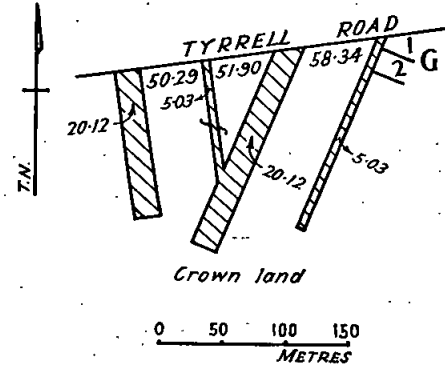 TYRRELL ROAD
50·29 51·90 58·34
1 G
2
5·03
20·12
20·12
5·03
T.N.
Crown land
0 50 100 150
METRES